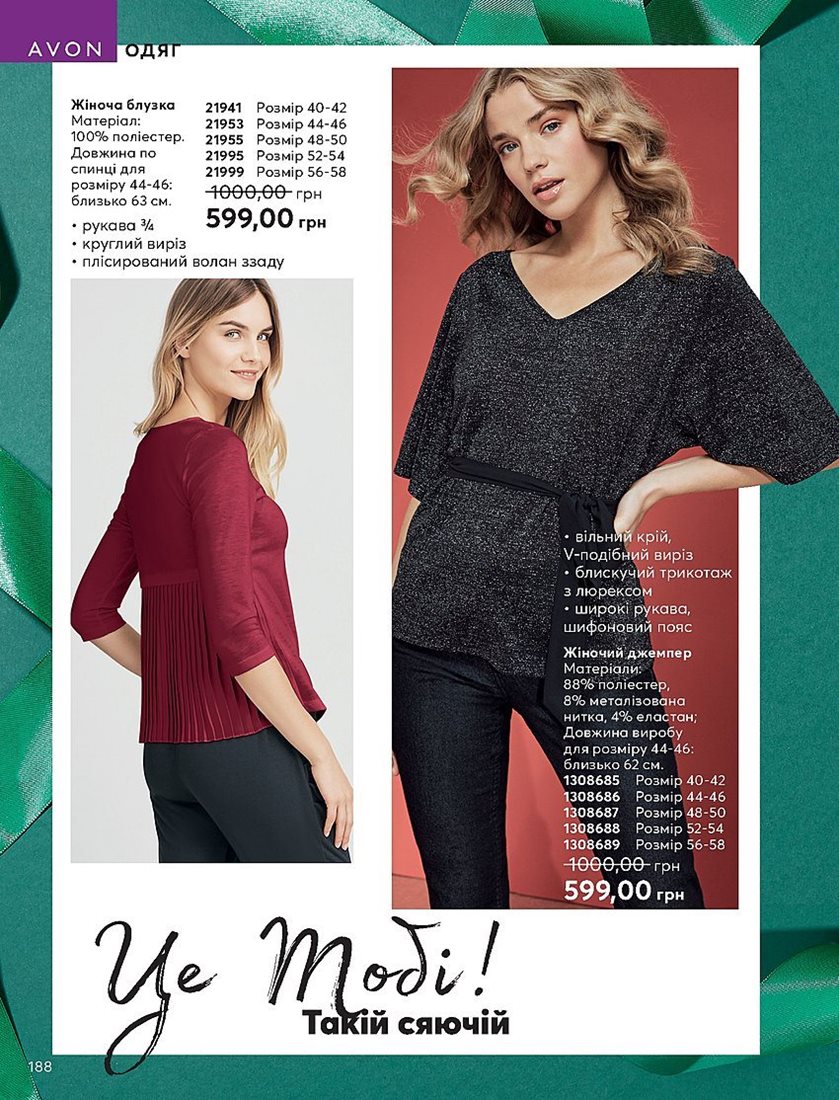 AVON
ОДЯГ
Жіноча блузка
Матеріал:
100% поліестер.
Довжина по
спинці для
розміру 44-46:
близько 63 см.
21941 Розмір 40-42
21953 Розмір 44-46
21955 Розмір 48-50
21995 Розмір 52-54
21999 Розмір 56-58
1000,00 грн
599,00 грн
• рукава ¾
• круглий виріз
• плісирований волан ззаду
• вільний крій,
V-подібний виріз
• блискучий трикотаж
з люрексом
• широкі рукава,
шифоновий пояс
Жіночий джемпер
Матеріали:
88% поліестер,
8% металізована
нитка, 4% еластан;
Довжина виробу
для розміру 44-46:
близько 62 см.
1308685 Розмір 40-42
1308686 Розмір 44-46
1308687 Розмір 48-50
1308688 Розмір 52-54
1308689 Розмір 56-58
1000,00 грн
599,00 грн
Це Тобі!
Такій сяючій
188